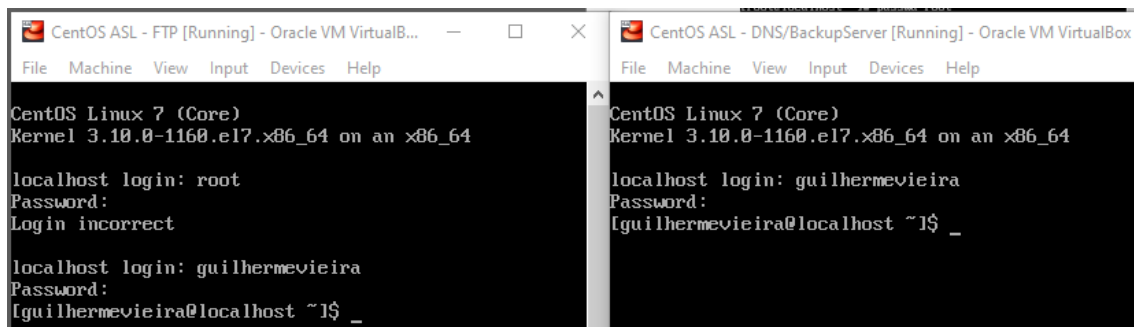 CentOS ASL - FTP [Running] - Oracle VM VirtualB...
File Machine View Input Devices Help
CentOS Linux 7 (Core)
Kernel 3.10.0-1160.el7.x86_64 on an x86_64
localhost login: root
Password:
Login incorrect
localhost login: guilhermevieira
Password:
[guilhermevieira@localhost ~]$ _
CentOS ASL - DNS/BackupServer [Running] - Oracle VM VirtualBox
File Machine View Input Devices Help
CentOS Linux 7 (Core)
Kernel 3.10.0-1160.el7.x86_64 on an x86_64
localhost login: guilhermevieira
Password:
[guilhermevieira@localhost ~]$ _